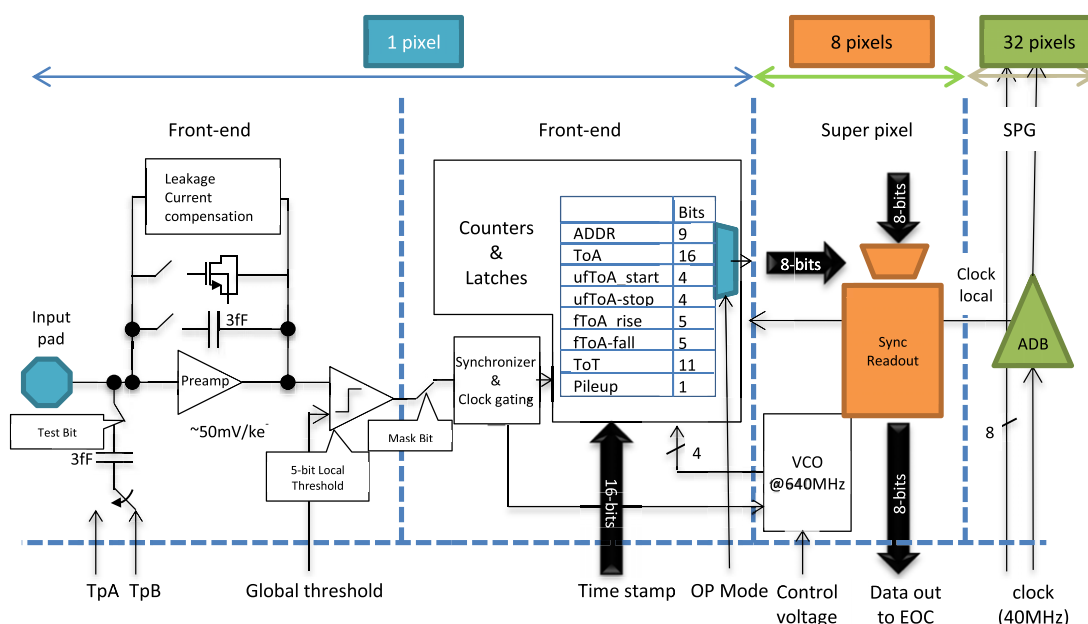 1 pixel
8 pixels
32 pixels
Front-end
Front-end
Super pixel
SPG
Leakage
Current
compensation
3fF
Input
pad
Preamp
~50mV/ke-
Test Bit
3fF
5-bit Local
Threshold
Mask Bit
Synchronizer
&
Clock gating
Counters
&
Latches
Bits
ADDR 9
ToA 16
ufToA_start 4
ufToA-stop 4
fToA_rise 5
fToA-fall 5
ToT 11
Pileup 1
8-bits
8-bits
Clock
local
Sync
Readout
ADB
4
VCO
@640MHz
8-bits
16-bits
8
TpA TpB
Global threshold
Time stamp
OP Mode
Control
voltage
Data out
to EOC
clock
(40MHz)